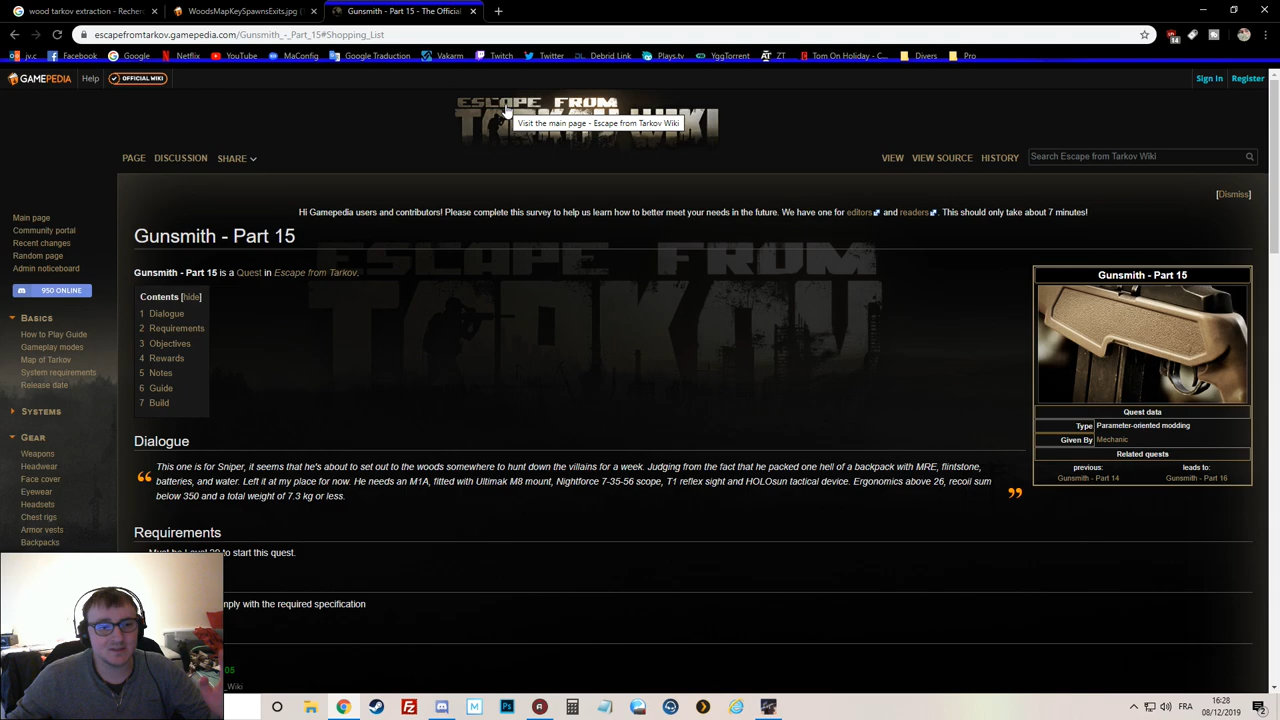 wood tarkov extraction - Recher
WoodsMapKeySpawnsExits.jpg (
Gunsmith - Part 15 - The Official
escapefromtarkov.gamepedia.com/Gunsmith_-_Part_15#Shopping_List
jv.c
Facebook
Google
Netflix
YouTube
MaConfig
Google Traduction
Vakarm
Twitch
Twitter
Debrid Link
Plays.tv
YggTorrent
ZT
Tom On Holiday - C...
Divers
Pro
GAMEPEDIA
Help
OFFICIAL WIKI
Sign In
Register
ESCAPE FROM
TARKOV WIKI
Visit the main page - Escape from Tarkov Wiki
PAGE
DISCUSSION
SHARE
VIEW
VIEW SOURCE
HISTORY
Search Escape from Tarkov Wiki
[Dismiss]
Hi Gamepedia users and contributors! Please complete this survey to help us learn how to better meet your needs in the future. We have one for editors and readers. This should only take about 7 minutes!
Main page
Community portal
Recent changes
Random page
Admin noticeboard
950 ONLINE
BASICS
How to Play Guide
Gameplay modes
Map of Tarkov
System requirements
Release date
SYSTEMS
GEAR
Weapons
Headwear
Face cover
Eyewear
Headsets
Chest rigs
Armor vests
Backpacks
Gunsmith - Part 15
ESCAPE FROM
TARKOV
Gunsmith - Part 15 is a Quest in Escape from Tarkov.
Contents [hide]
1 Dialogue
2 Requirements
3 Objectives
4 Rewards
5 Notes
6 Guide
7 Build
Gunsmith - Part 15
Quest data
Type Parameter-oriented modding
Given By Mechanic
Related quests
previous: leads to:
Gunsmith - Part 14 Gunsmith - Part 16
Dialogue
“ This one is for Sniper, it seems that he's about to set out to the woods somewhere to hunt down the villains for a week. Judging from the fact that he packed one hell of a backpack with MRE, flintstone,
batteries, and water. Left it at my place for now. He needs an M1A, fitted with Ultimak M8 mount, Nightforce 7-35-56 scope, T1 reflex sight and HOLOsun tactical device. Ergonomics above 26, recoil sum
below 350 and a total weight of 7.3 kg or less. ”
Requirements
to start this quest.
mply with the required specification
05
_Wiki
FR
16:28
08/12/2019